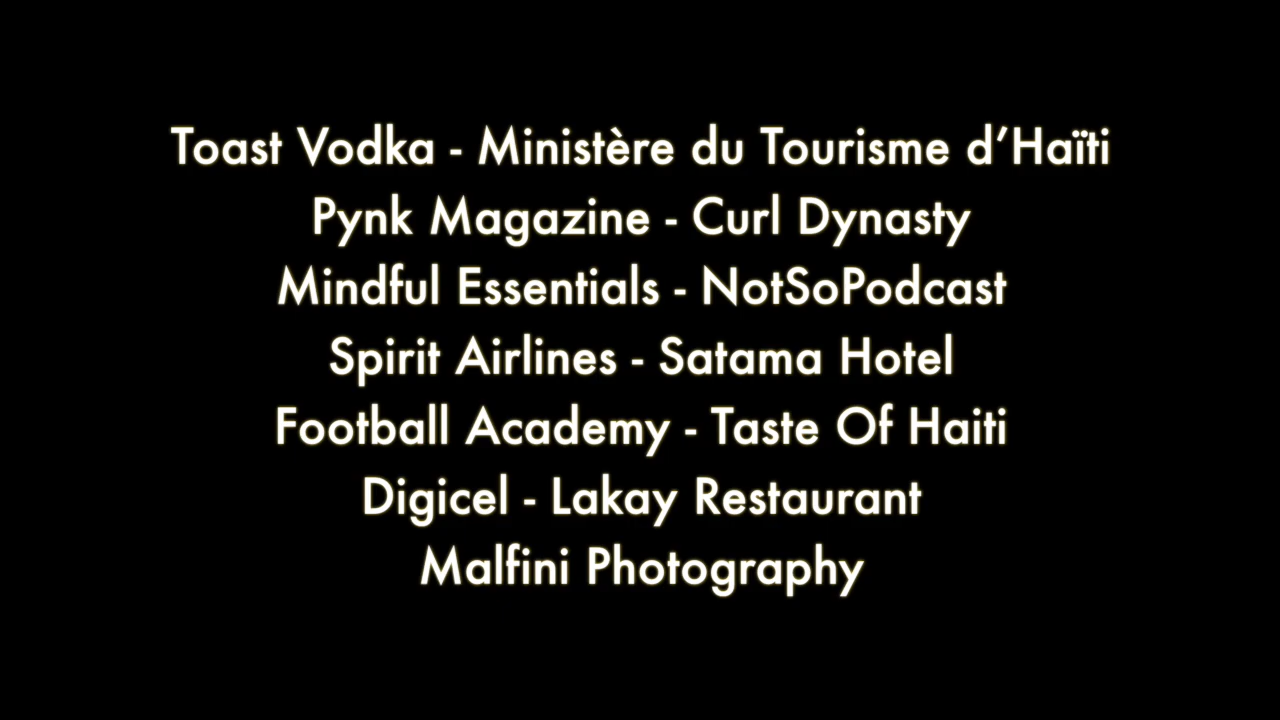 Toast Vodka - Ministère du Tourisme d’Haïti
Pynk Magazine - Curl Dynasty
Mindful Essentials - NotSoPodcast
Spirit Airlines - Satama Hotel
Football Academy - Taste Of Haiti
Digicel - Lakay Restaurant
Malfini Photography